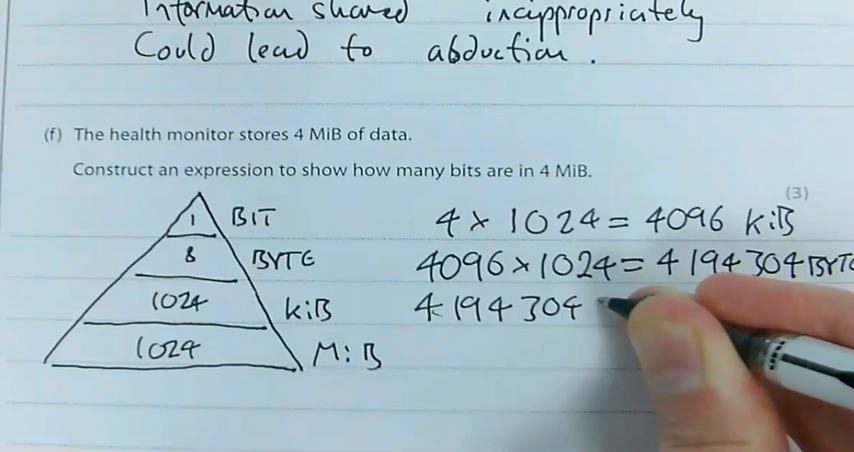 Information shared inappropriately
Could lead to abduction.
(f) The health monitor stores 4 MiB of data.
Construct an expression to show how many bits are in 4 MiB.
(3)
1 BIT
8 BYTE
1024 KiB
1024 MiB
4 × 1024 = 4096 KiB
4096 × 1024 = 4194304 BYTE
4194304